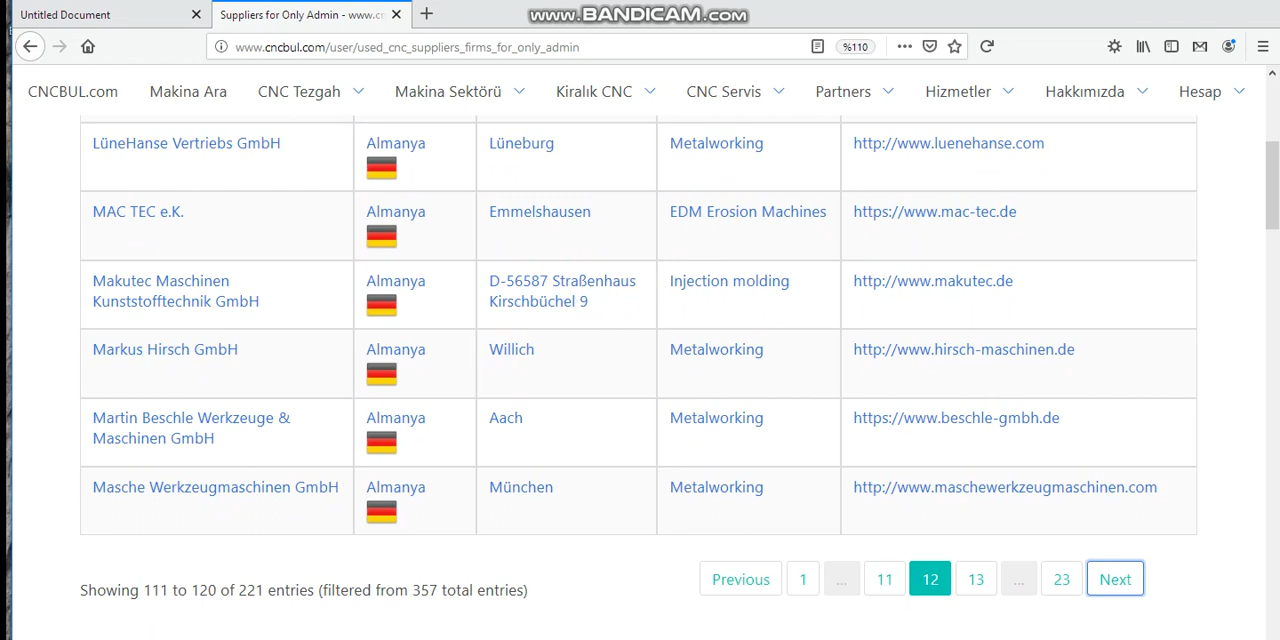 Untitled Document
Suppliers for Only Admin - www.cn
www.BANDICAM.com
www.cncbul.com/user/used_cnc_suppliers_firms_for_only_admin
%110
CNCBUL.com Makina Ara CNC Tezgah Makina Sektörü Kiralık CNC CNC Servis Partners Hizmetler Hakkımızda Hesap
LüneHanse Vertriebs GmbH Almanya Lüneburg Metalworking http://www.luenehanse.com
MAC TEC e.K. Almanya Emmelshausen EDM Erosion Machines https://www.mac-tec.de
Makutec Maschinen Almanya D-56587 Straßenhaus Injection molding http://www.makutec.de
Kunststofftechnik GmbH Kirschbüchel 9
Markus Hirsch GmbH Almanya Willich Metalworking http://www.hirsch-maschinen.de
Martin Beschle Werkzeuge & Almanya Aach Metalworking https://www.beschle-gmbh.de
Maschinen GmbH
Masche Werkzeugmaschinen GmbH Almanya München Metalworking http://www.maschewerkzeugmaschinen.com
Showing 111 to 120 of 221 entries (filtered from 357 total entries)
Previous 1 ... 11 12 13 ... 23 Next